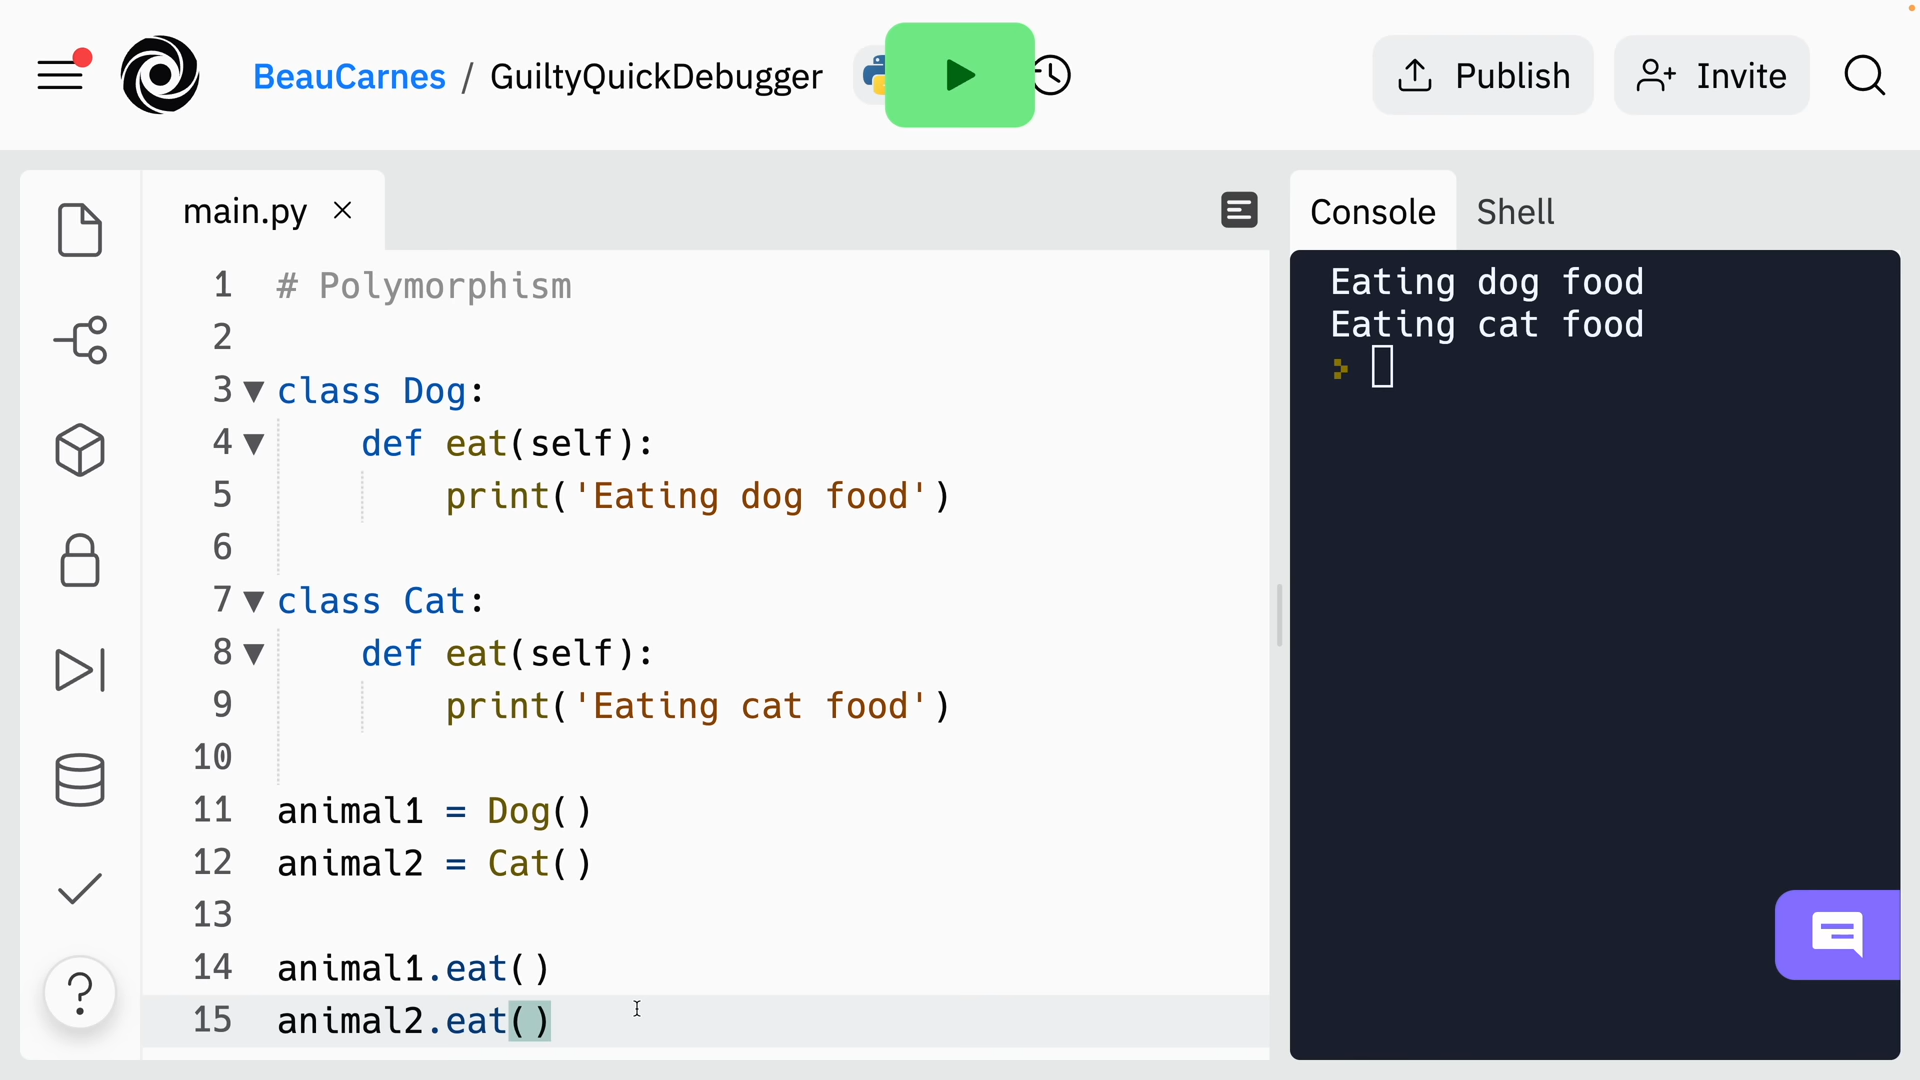 BeauCarnes / GuiltyQuickDebugger
Publish
Invite
main.py
Console
Shell
1 # Polymorphism
2
3 class Dog:
4     def eat(self):
5         print('Eating dog food')
6
7 class Cat:
8     def eat(self):
9         print('Eating cat food')
10
11 animal1 = Dog()
12 animal2 = Cat()
13
14 animal1.eat()
15 animal2.eat()
?
Eating dog food
Eating cat food